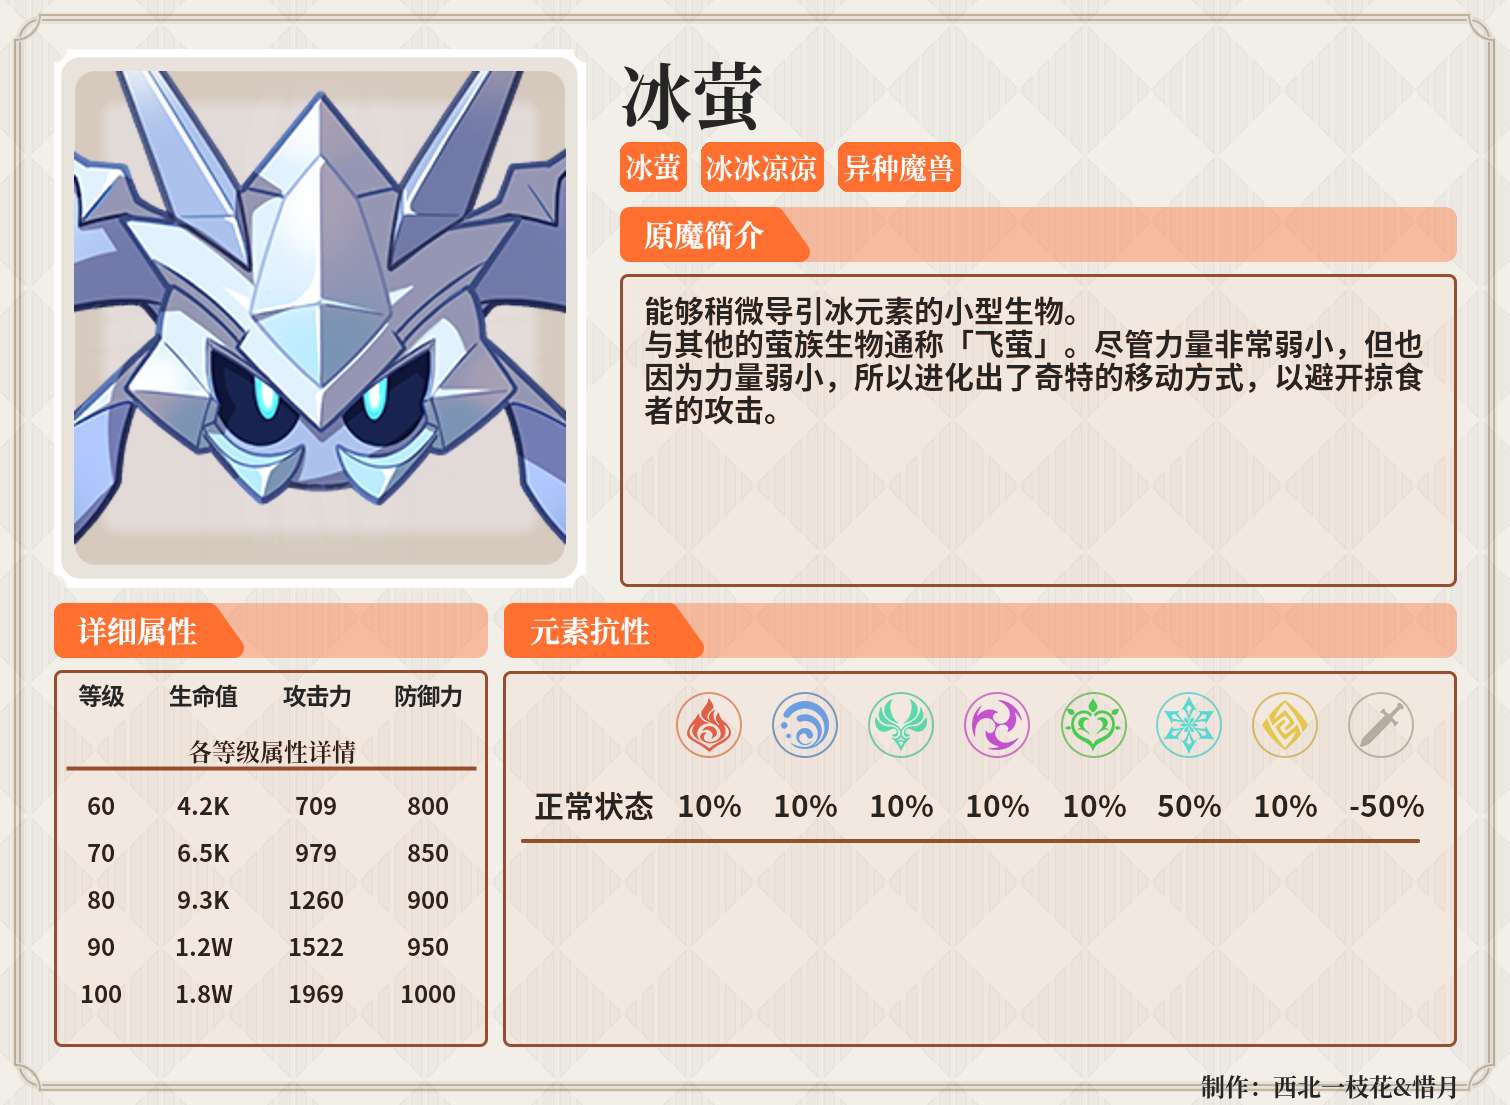 冰萤
冰萤 冰冰凉凉 异种魔兽
原魔简介
能够稍微导引冰元素的小型生物。
与其他的萤族生物通称「飞萤」。尽管力量非常弱小，但也
因为力量弱小，所以进化出了奇特的移动方式，以避开掠食
者的攻击。
详细属性
等级 生命值 攻击力 防御力
各等级属性详情
60 4.2K 709 800
70 6.5K 979 850
80 9.3K 1260 900
90 1.2W 1522 950
100 1.8W 1969 1000
元素抗性
正常状态 10% 10% 10% 10% 10% 50% 10% -50%
制作：西北一枝花&惜月